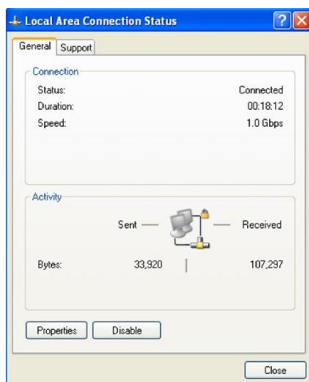 Local Area Connection Status
General Support
Connection
Status: Connected
Duration: 00:18:12
Speed: 1.0 Gbps
Activity
Sent Received
Bytes: 33,920 107,297
Properties Disable
Close